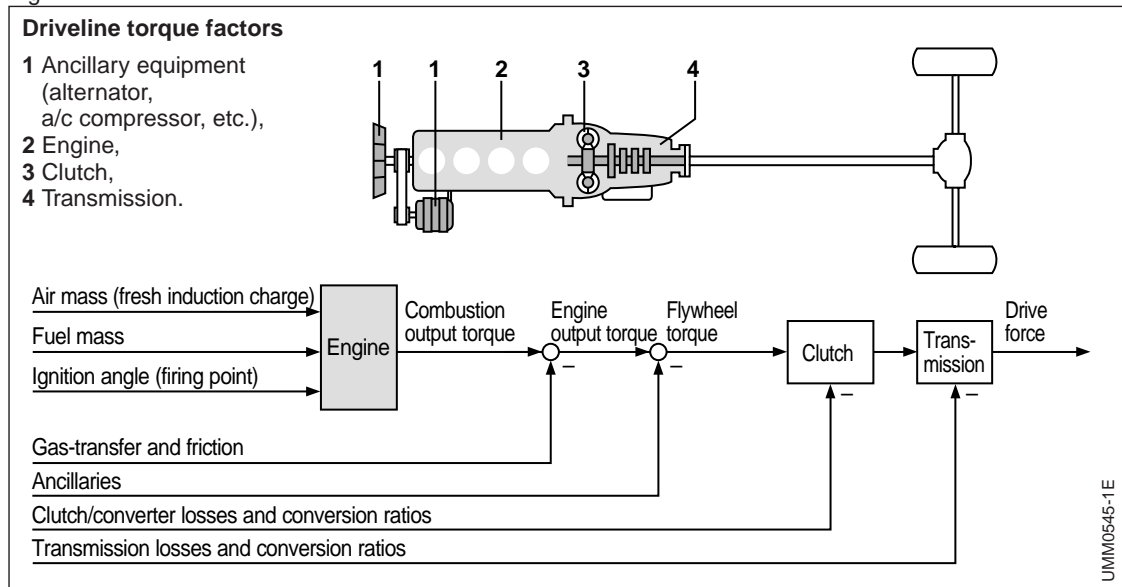 Driveline torque factors
1 Ancillary equipment
(alternator,
a/c compressor, etc.),
2 Engine,
3 Clutch,
4 Transmission.
1 1 2 3 4
Air mass (fresh induction charge)
Fuel mass
Ignition angle (firing point)
Engine
Combustion
output torque
Engine
output torque
Flywheel
torque
Clutch
Trans-
mission
Drive
force
– – – –
Gas-transfer and friction
Ancillaries
Clutch/converter losses and conversion ratios
Transmission losses and conversion ratios
UMM0545-1E